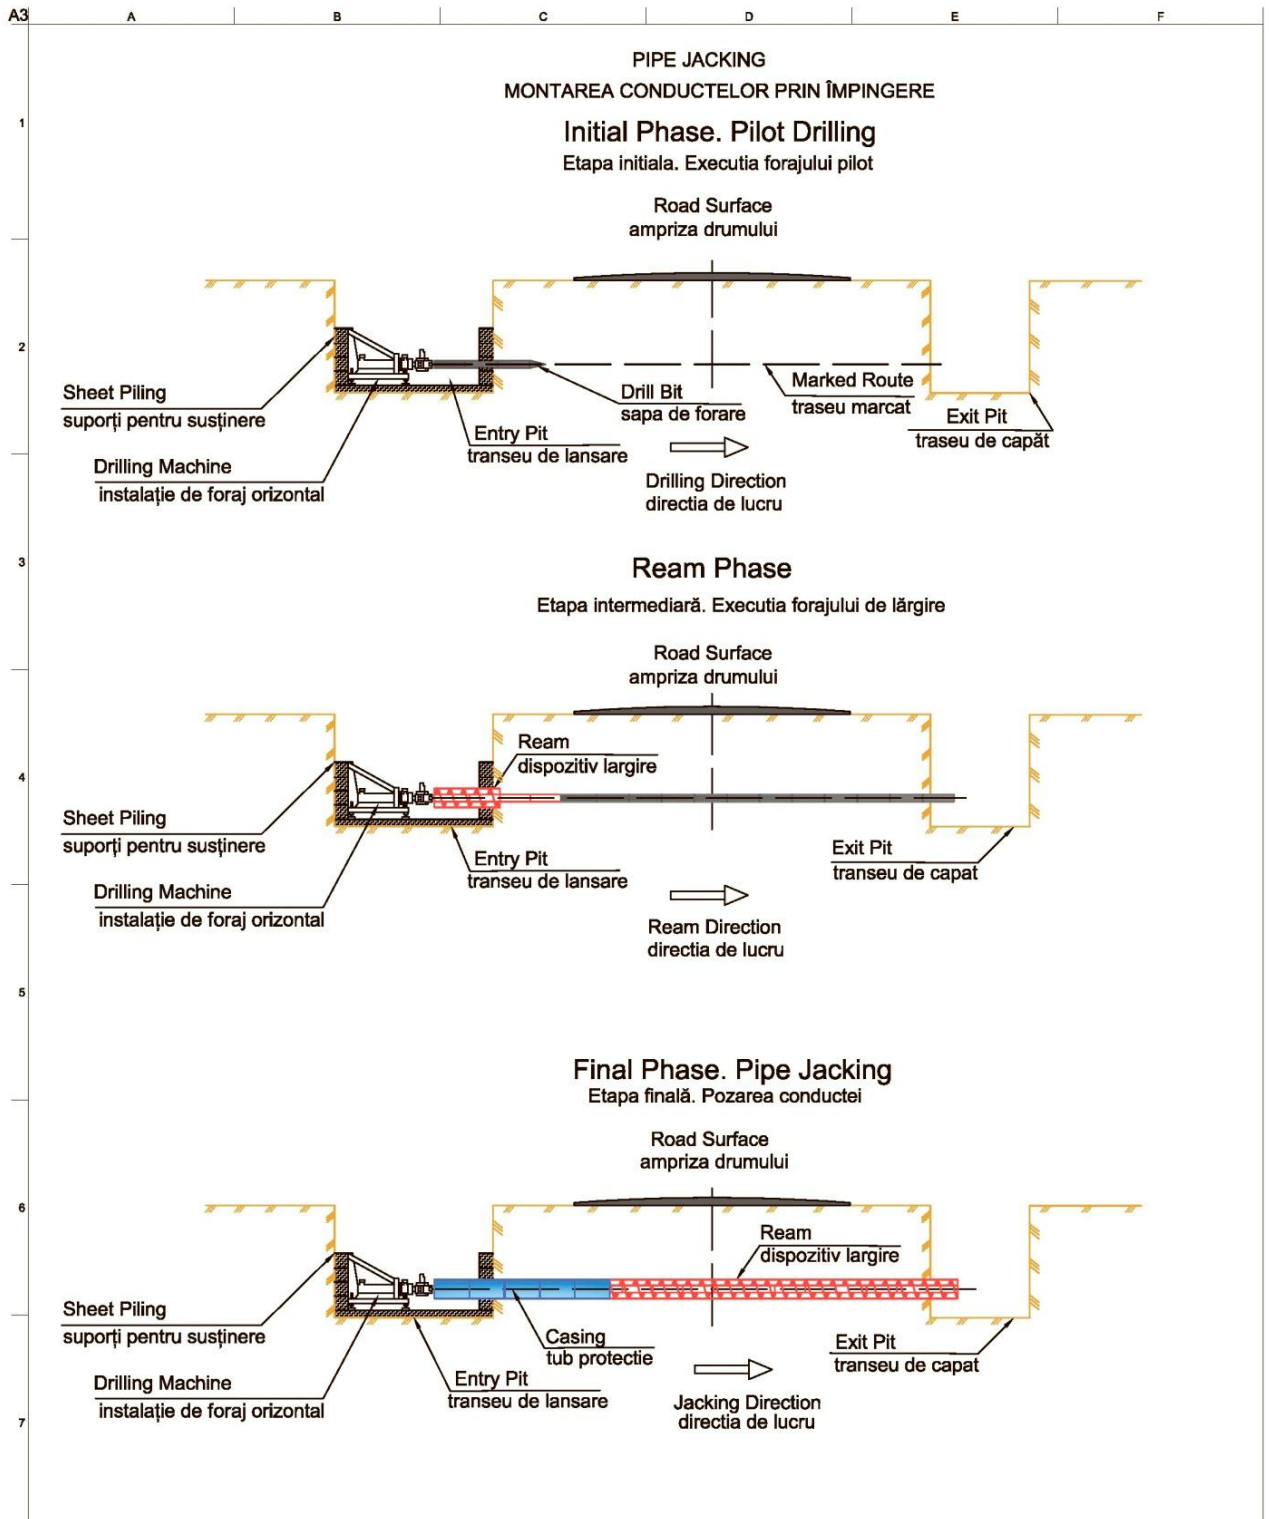 A3
A B C D E F
PIPE JACKING
MONTAREA CONDUCTELOR PRIN ÎMPINGERE
1
Initial Phase. Pilot Drilling
Etapa initiala. Executia forajului pilot
Road Surface
ampriza drumului
2
Sheet Piling
suporți pentru susținere
Drill Bit
sapa de forare
Marked Route
traseu marcat
Exit Pit
traseu de capăt
Entry Pit
transeu de lansare
Drilling Machine
instalație de foraj orizontal
Drilling Direction
directia de lucru
3
Ream Phase
Etapa intermediară. Executia forajului de lărgire
Road Surface
ampriza drumului
Ream
dispozitiv largire
4
Sheet Piling
suporți pentru susținere
Entry Pit
transeu de lansare
Exit Pit
transeu de capat
Drilling Machine
instalație de foraj orizontal
Ream Direction
directia de lucru
5
Final Phase. Pipe Jacking
Etapa finală. Pozarea conductei
Road Surface
ampriza drumului
6
Ream
dispozitiv largire
Sheet Piling
suporți pentru susținere
Casing
tub protectie
Exit Pit
transeu de capat
Drilling Machine
instalație de foraj orizontal
Entry Pit
transeu de lansare
Jacking Direction
directia de lucru
7